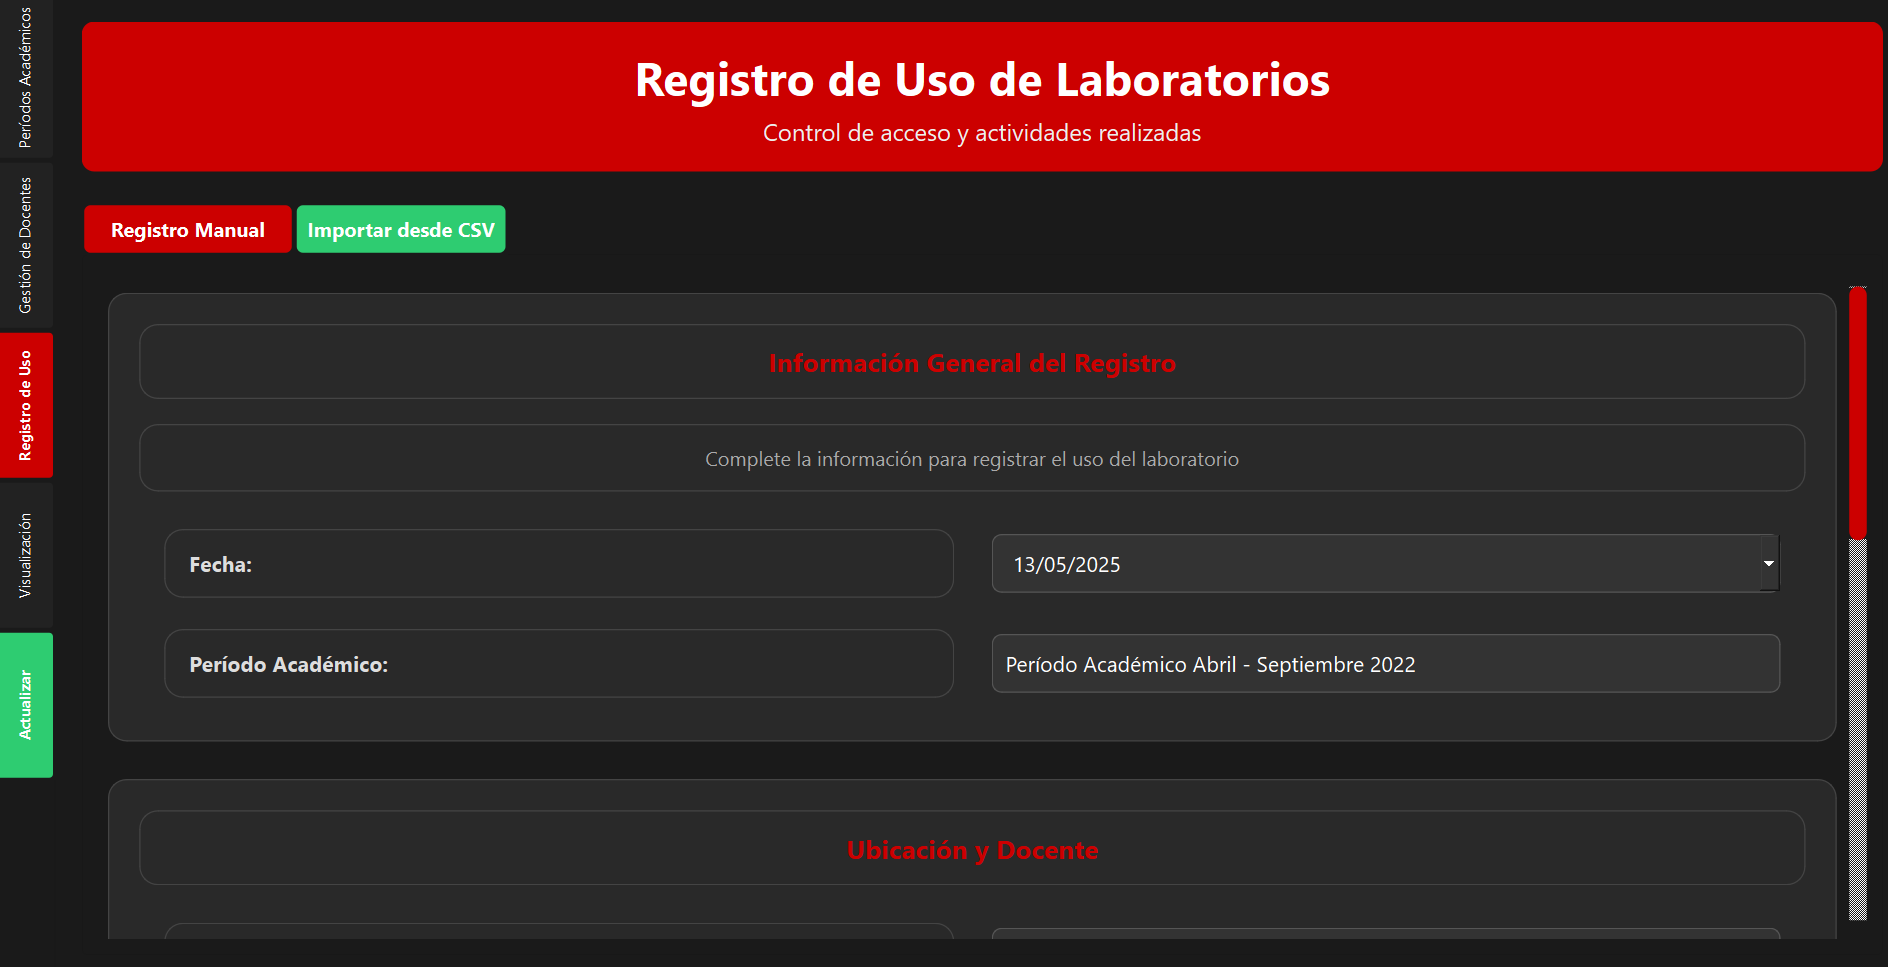 Períodos Académicos
Gestión de Docentes
Registro de Uso
Visualización
Actualizar
Registro de Uso de Laboratorios
Control de acceso y actividades realizadas
Registro Manual
Importar desde CSV
Información General del Registro
Complete la información para registrar el uso del laboratorio
Fecha:
13/05/2025
Período Académico:
Período Académico Abril - Septiembre 2022
Ubicación y Docente